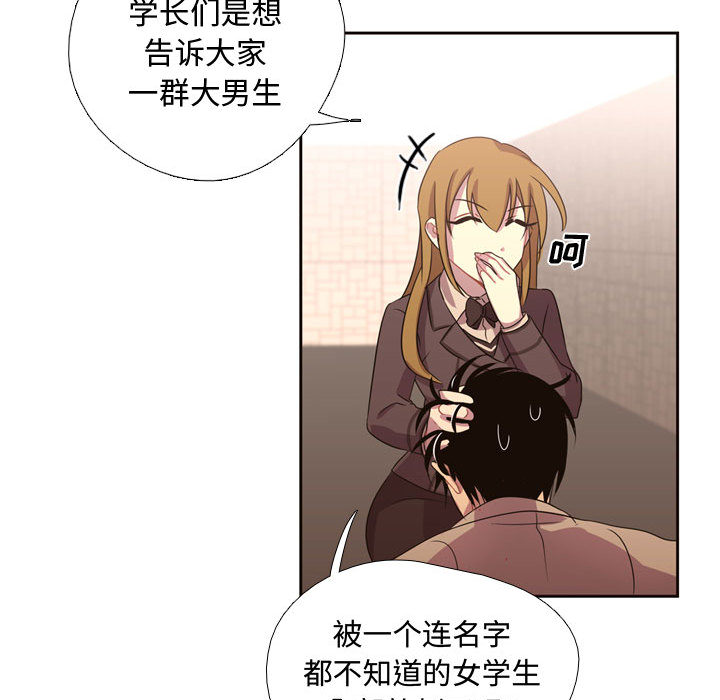 学长们是想
告诉大家
一群大男生
呵
被一个连名字
都不知道的女学生